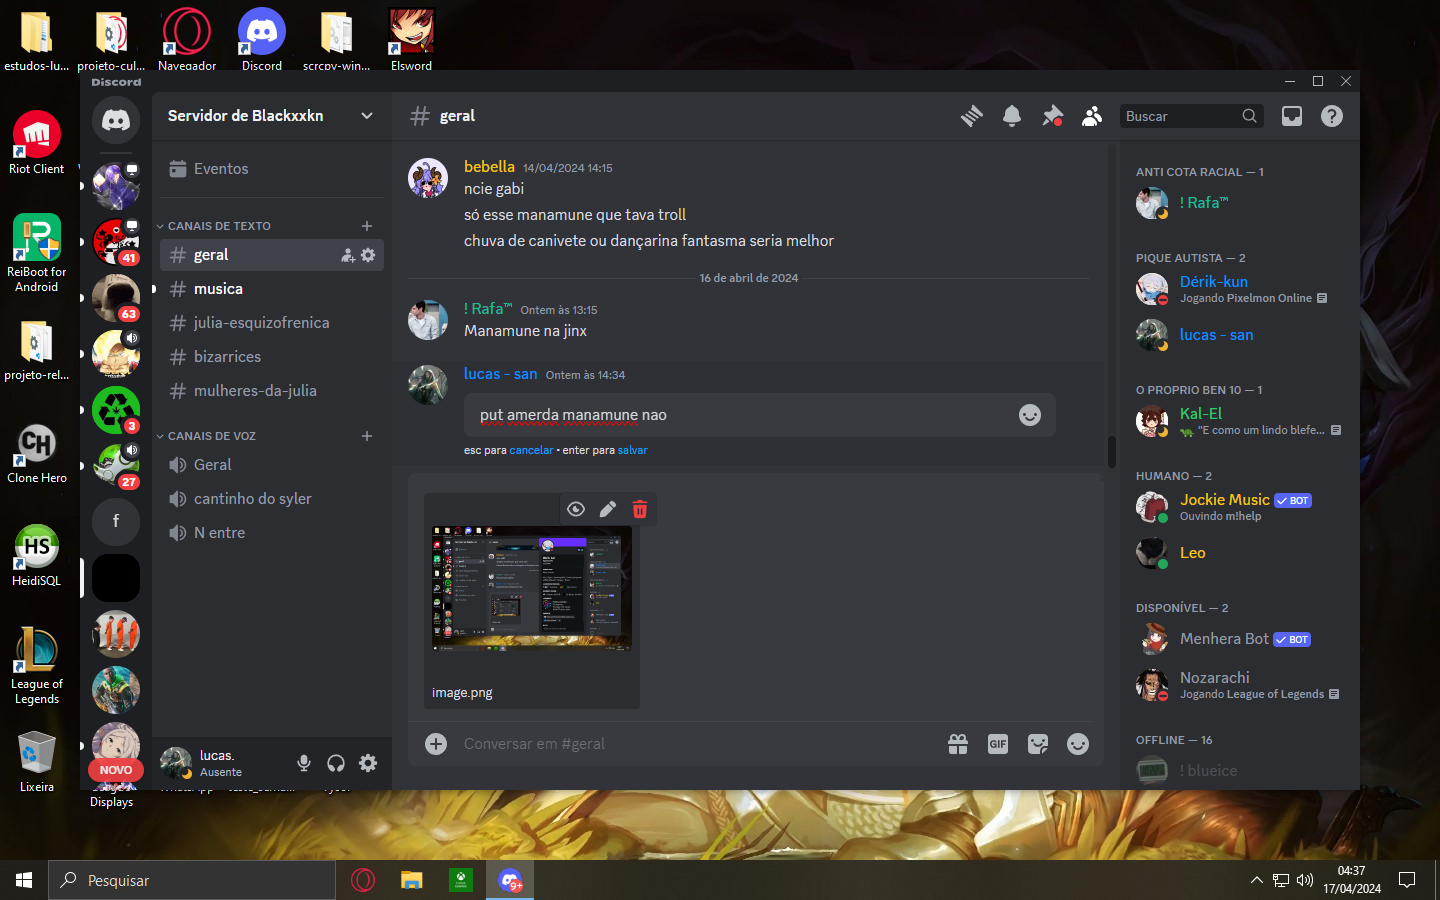 estudos-lu...
projeto-cul...
Navegador
Discord
scrcpy-win...
Elsword
Riot Client
ReiBoot for
Android
projeto-rel...
Clone Hero
HeidiSQL
League of
Legends
Lixeira
Displays
Discord
41
63
3
27
f
NOVO
Servidor de Blackxxkn
Eventos
CANAIS DE TEXTO
geral
musica
julia-esquizofrenica
bizarrices
mulheres-da-julia
CANAIS DE VOZ
Geral
cantinho do syler
N entre
lucas.
Ausente
geral
Buscar
bebella 14/04/2024 14:15
ncie gabi
só esse manamune que tava troll
chuva de canivete ou dançarina fantasma seria melhor
16 de abril de 2024
! Rafa™ Ontem às 13:15
Manamune na jinx
lucas - san Ontem às 14:34
put amerda manamune nao
esc para cancelar • enter para salvar
image.png
Conversar em #geral
GIF
ANTI COTA RACIAL — 1
! Rafa™
PIQUE AUTISTA — 2
Dérik-kun
Jogando Pixelmon Online
lucas - san
O PROPRIO BEN 10 — 1
Kal-El
"E como um lindo blefe...
HUMANO — 2
Jockie Music BOT
Ouvindo m!help
Leo
DISPONÍVEL — 2
Menhera Bot BOT
Nozarachi
Jogando League of Legends
OFFLINE — 16
! blueice
Pesquisar
9+
04:37
17/04/2024